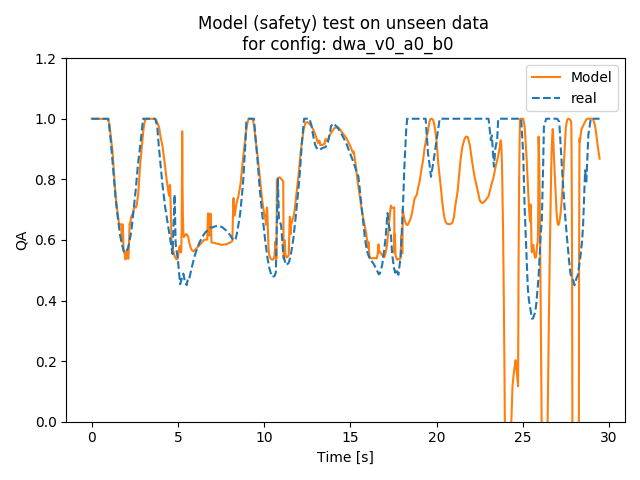 Model (safety) test on unseen data
for config: dwa_v0_a0_b0
Model
real
1.2
1.0
0.8
0.6
0.4
0.2
0.0
QA
0 5 10 15 20 25 30
Time [s]